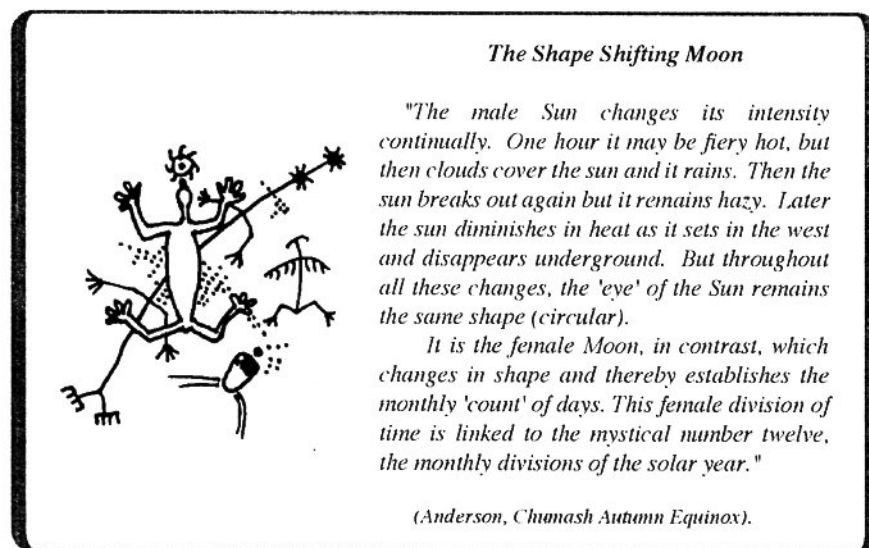 The Shape Shifting Moon
"The male Sun changes its intensity
continually. One hour it may be fiery hot, but
then clouds cover the sun and it rains. Then the
sun breaks out again but it remains hazy. Later
the sun diminishes in heat as it sets in the west
and disappears underground. But throughout
all these changes, the 'eye' of the Sun remains
the same shape (circular).
It is the female Moon, in contrast, which
changes in shape and thereby establishes the
monthly 'count' of days. This female division of
time is linked to the mystical number twelve,
the monthly divisions of the solar year."
(Anderson, Chumash Autumn Equinox).